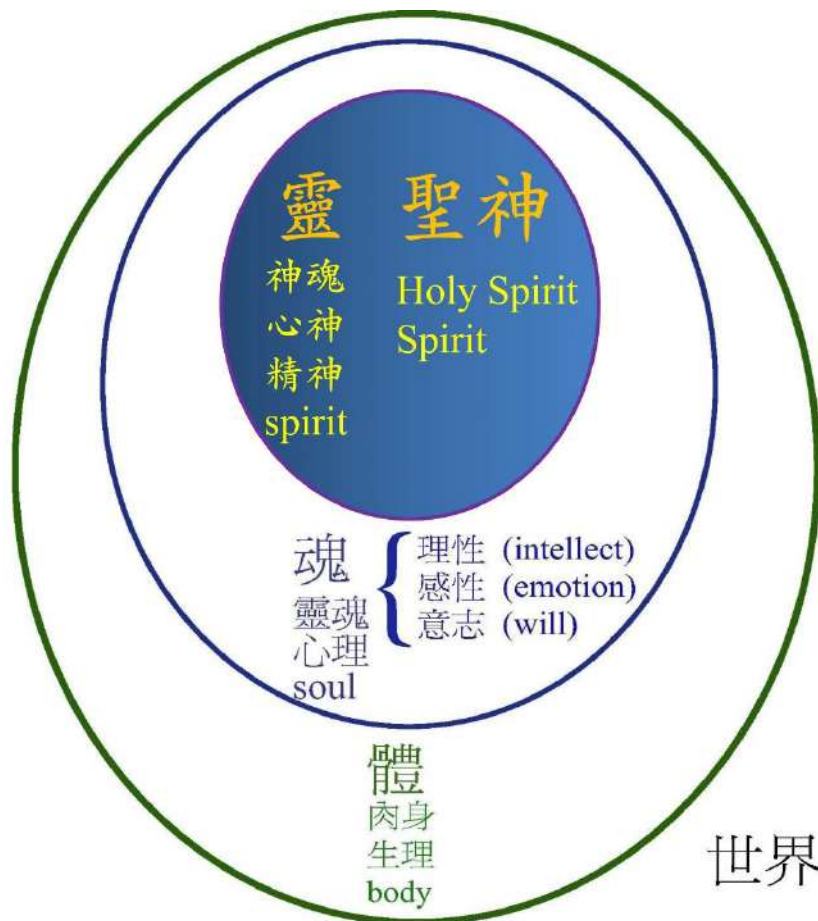 靈
神魂
心神
精神
spirit
聖神
Holy Spirit
Spirit
魂
靈魂
心理
soul
{
理性 (intellect)
感性 (emotion)
意志 (will)
體
肉身
生理
body
世界